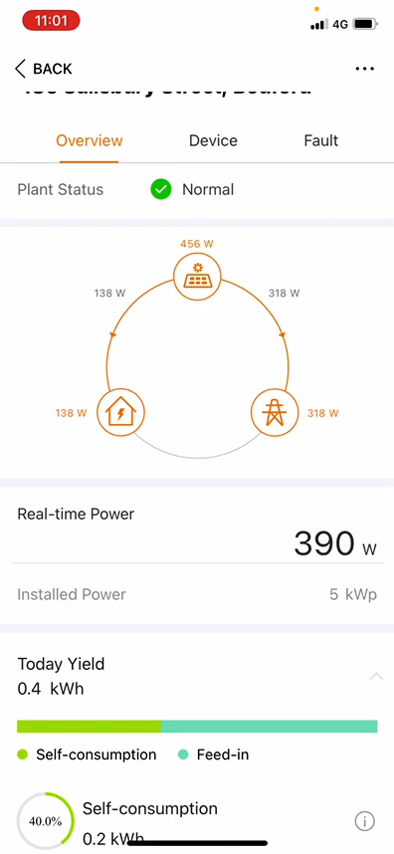 11:01
4G
BACK
...
Overview
Device
Fault
Plant Status
Normal
456 W
138 W
318 W
138 W
318 W
Real-time Power
390 W
Installed Power
5 kWp
Today Yield
0.4 kWh
Self-consumption
Feed-in
40.0%
Self-consumption
0.2 kWh